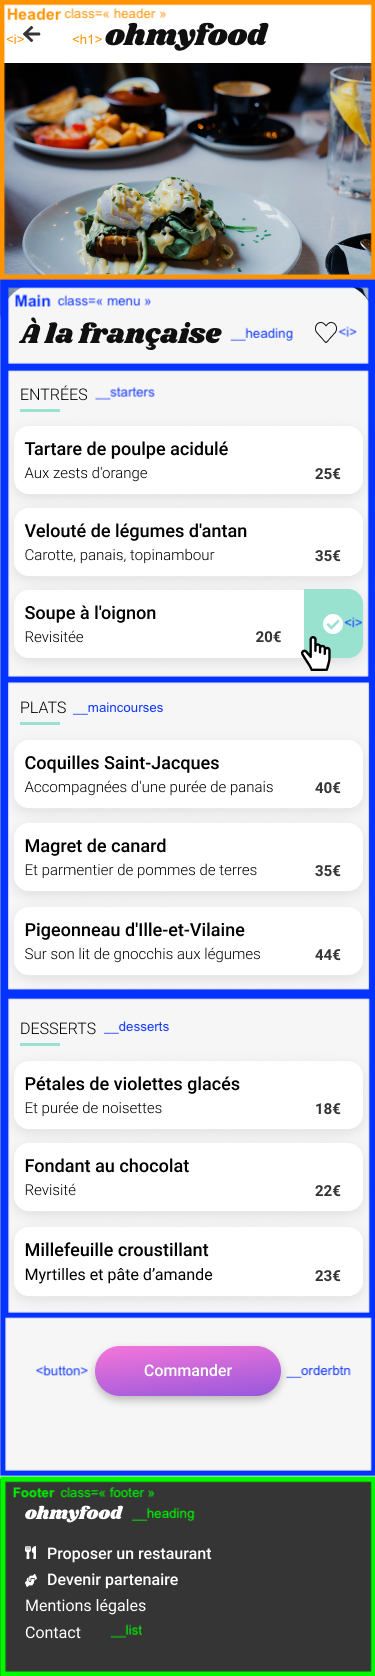 Header class=« header »
<i> <h1> ohmyfood
Main class=« menu »
À la française __heading <i>
ENTRÉES __starters
Tartare de poulpe acidulé
Aux zests d'orange 25€
Velouté de légumes d'antan
Carotte, panais, topinambour 35€
Soupe à l'oignon <i>
Revisitée 20€
PLATS __maincourses
Coquilles Saint-Jacques
Accompagnées d'une purée de panais 40€
Magret de canard
Et parmentier de pommes de terres 35€
Pigeonneau d'Ille-et-Vilaine
Sur son lit de gnocchis aux légumes 44€
DESSERTS __desserts
Pétales de violettes glacés
Et purée de noisettes 18€
Fondant au chocolat
Revisité 22€
Millefeuille croustillant
Myrtilles et pâte d’amande 23€
<button> Commander __orderbtn
Footer class=« footer »
ohmyfood __heading
Proposer un restaurant
Devenir partenaire
Mentions légales
Contact __list